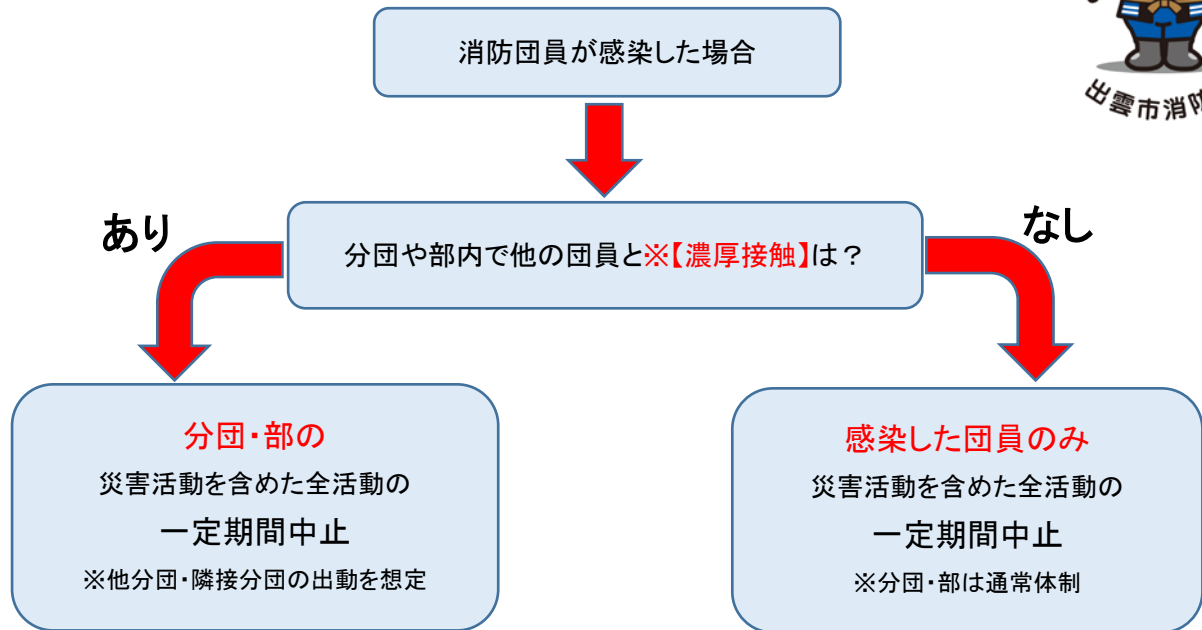 消防団員が感染した場合
出雲市消防
あり
なし
分団や部内で他の団員と※【濃厚接触】は？
分団・部の
災害活動を含めた全活動の
一定期間中止
※他分団・隣接分団の出動を想定
感染した団員のみ
災害活動を含めた全活動の
一定期間中止
※分団・部は通常体制